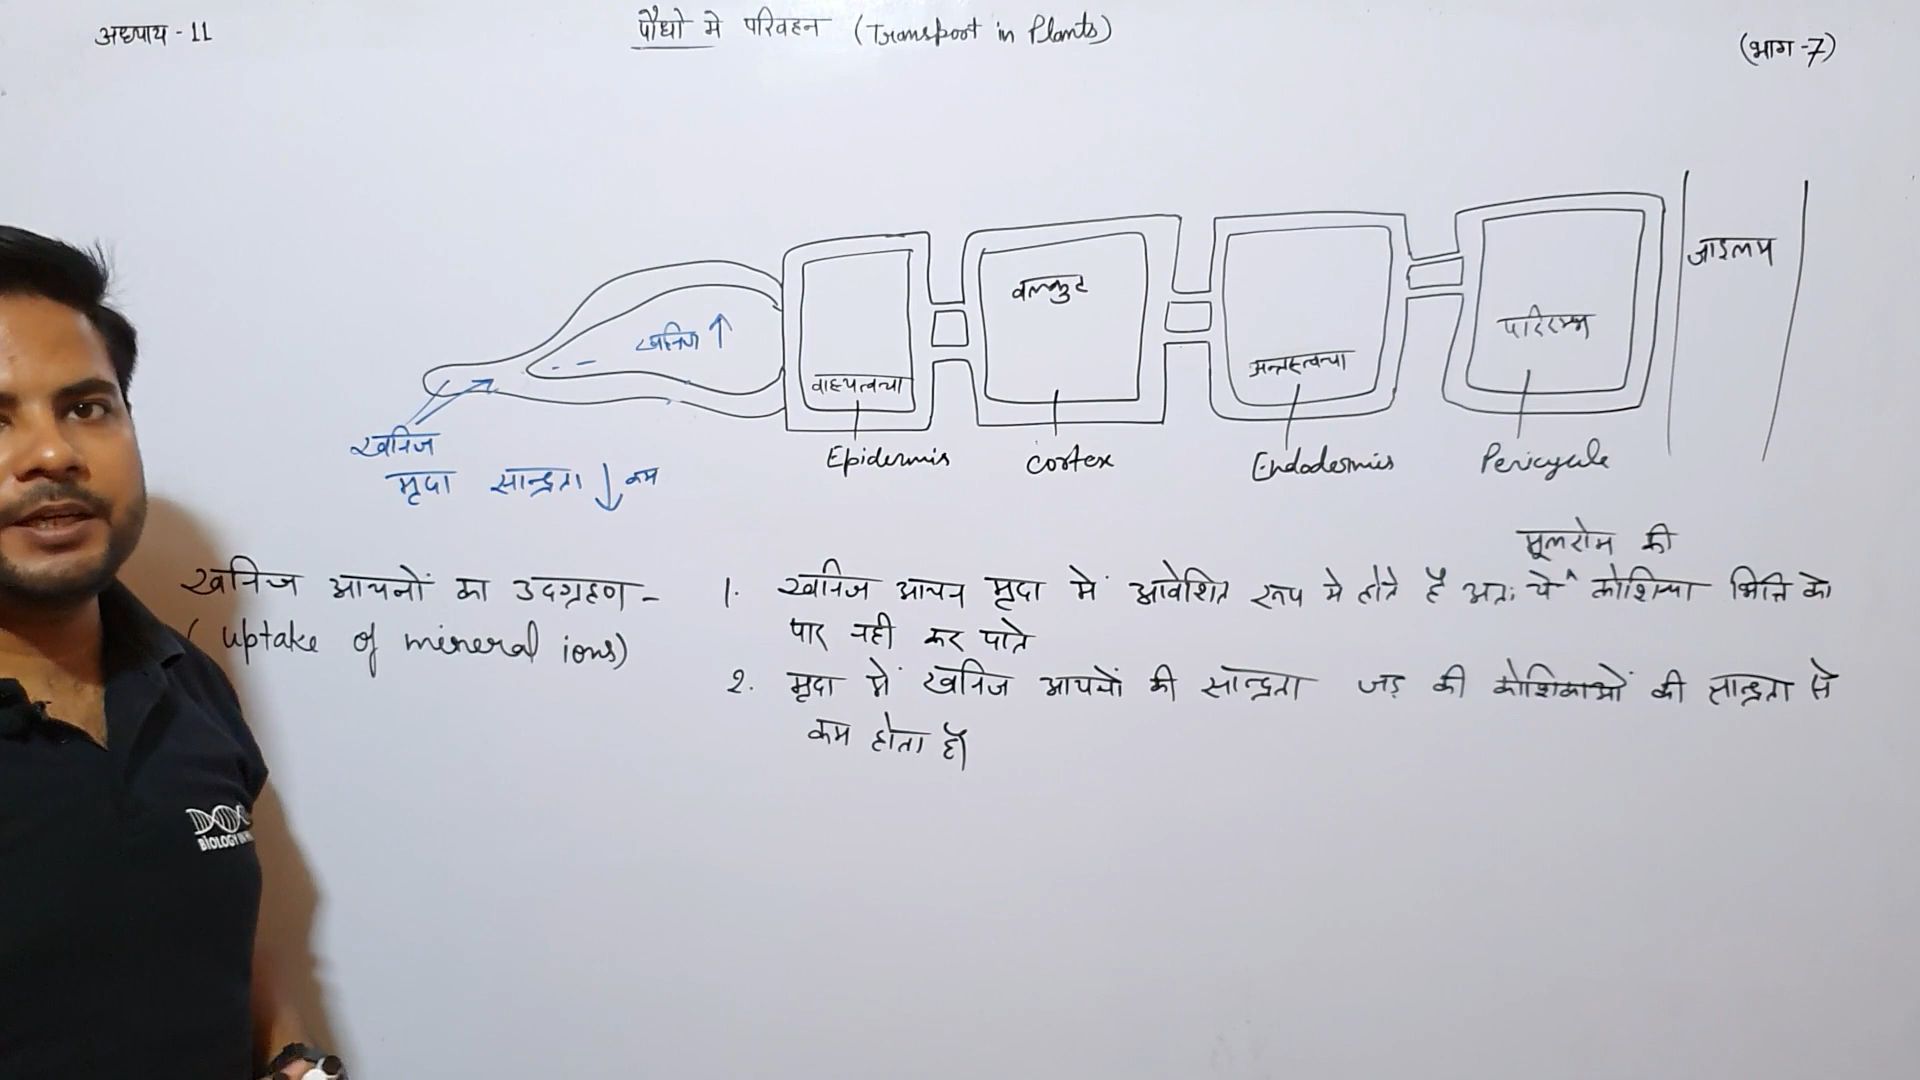 अध्याय - 11
पौधो मे परिवहन (Transport in Plants)
(भाग -7)
जाइलम
वल्कुट
खनिज ↑
परिरम्भ
अन्तस्त्वचा
वाह्यत्वचा
खनिज
Epidermis
Cortex
Endodermis
Pericycle
मृदा सान्द्रता ↓ कम
मूलरोम की
खनिज आयनों का उदग्रहण -
(Uptake of mineral ions)
1. खनिज आयन मृदा में आवेशित रूप मे होते है अतः ये ^ कोशिका भित्ति को
पार नही कर पाते
2. मृदा में खनिज आयनों की सान्द्रता जड़ की कोशिकाओं की सान्द्रता से
कम होता है।
BIOLOGY